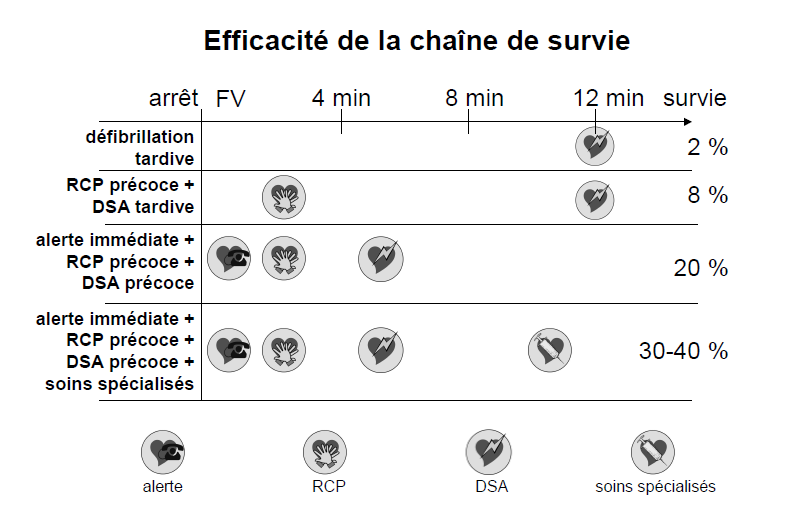 Efficacité de la chaîne de survie
arrêt FV 4 min 8 min 12 min survie
défibrillation
tardive
2 %
RCP précoce +
DSA tardive
8 %
alerte immédiate +
RCP précoce +
DSA précoce
20 %
alerte immédiate +
RCP précoce +
DSA précoce +
soins spécialisés
30-40 %
alerte RCP DSA soins spécialisés